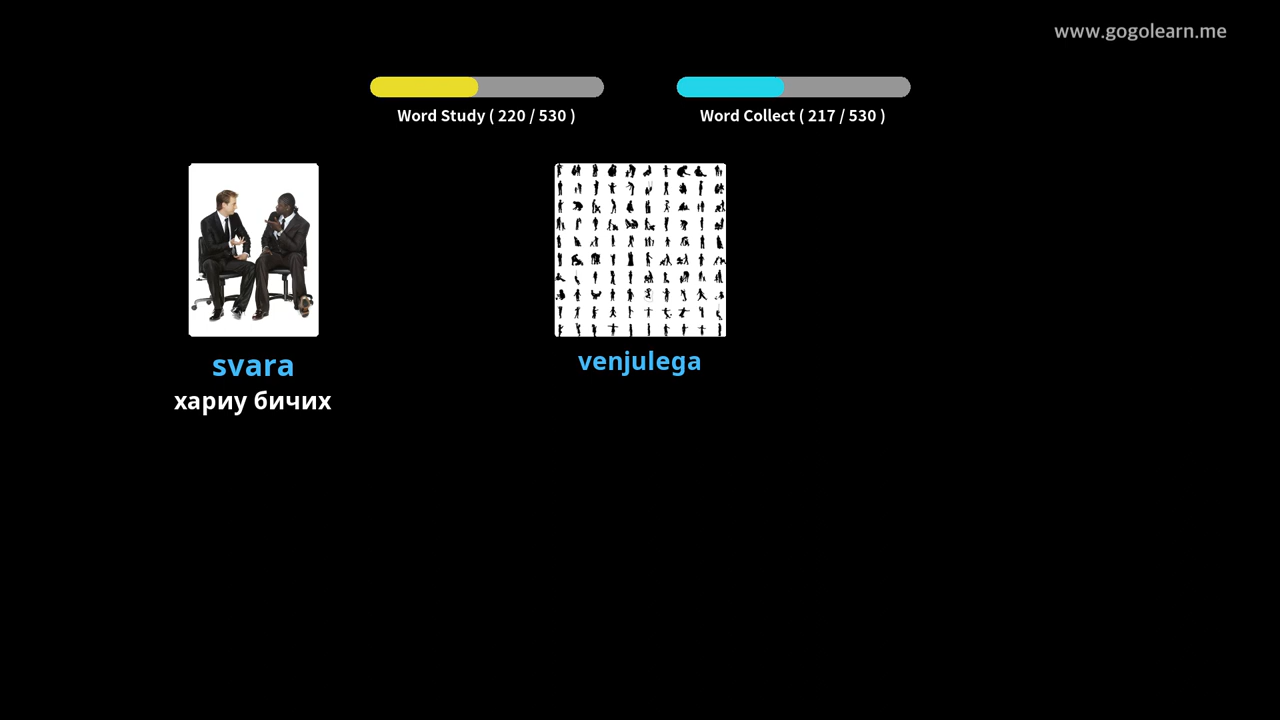 www.gogolearn.me
Word Study ( 220 / 530 )
Word Collect ( 217 / 530 )
svara
хариу бичих
venjulega